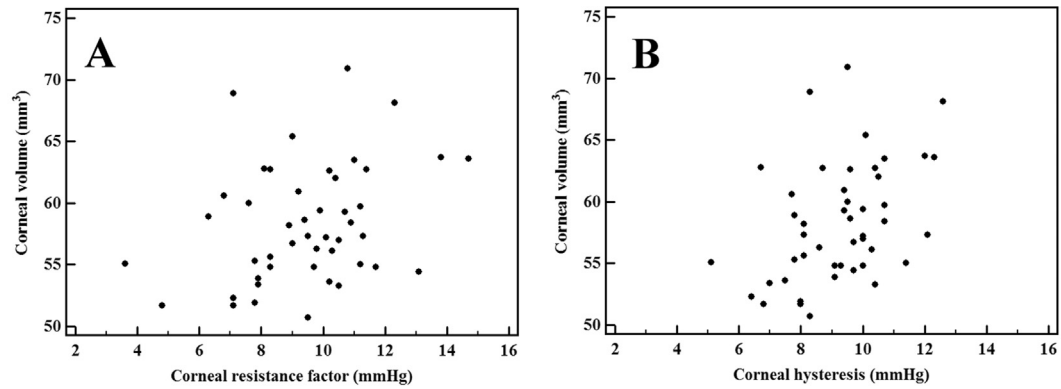 A
Corneal volume (mm³)
75
70
65
60
55
50
2 4 6 8 10 12 14 16
Corneal resistance factor (mmHg)
B
Corneal volume (mm³)
75
70
65
60
55
50
2 4 6 8 10 12 14 16
Corneal hysteresis (mmHg)